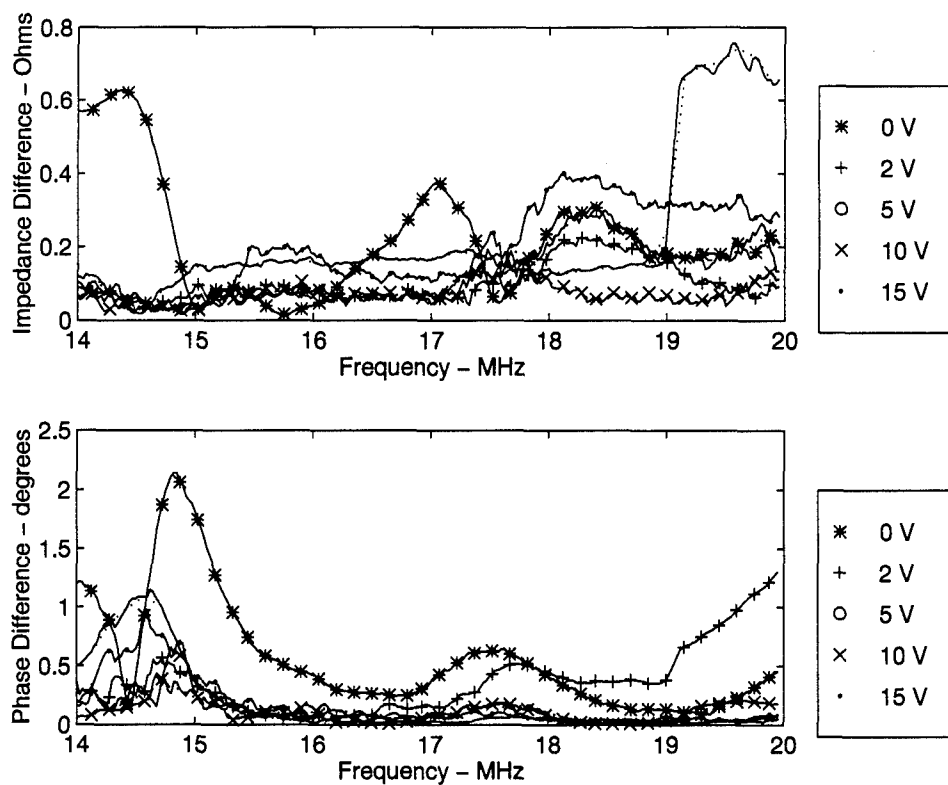 Impedance Difference – Ohms
0.8
0.6
0.4
0.2
0
14 15 16 17 18 19 20
Frequency – MHz
0 V
2 V
5 V
10 V
15 V
Phase Difference – degrees
2.5
2
1.5
1
0.5
0
14 15 16 17 18 19 20
Frequency – MHz
0 V
2 V
5 V
10 V
15 V